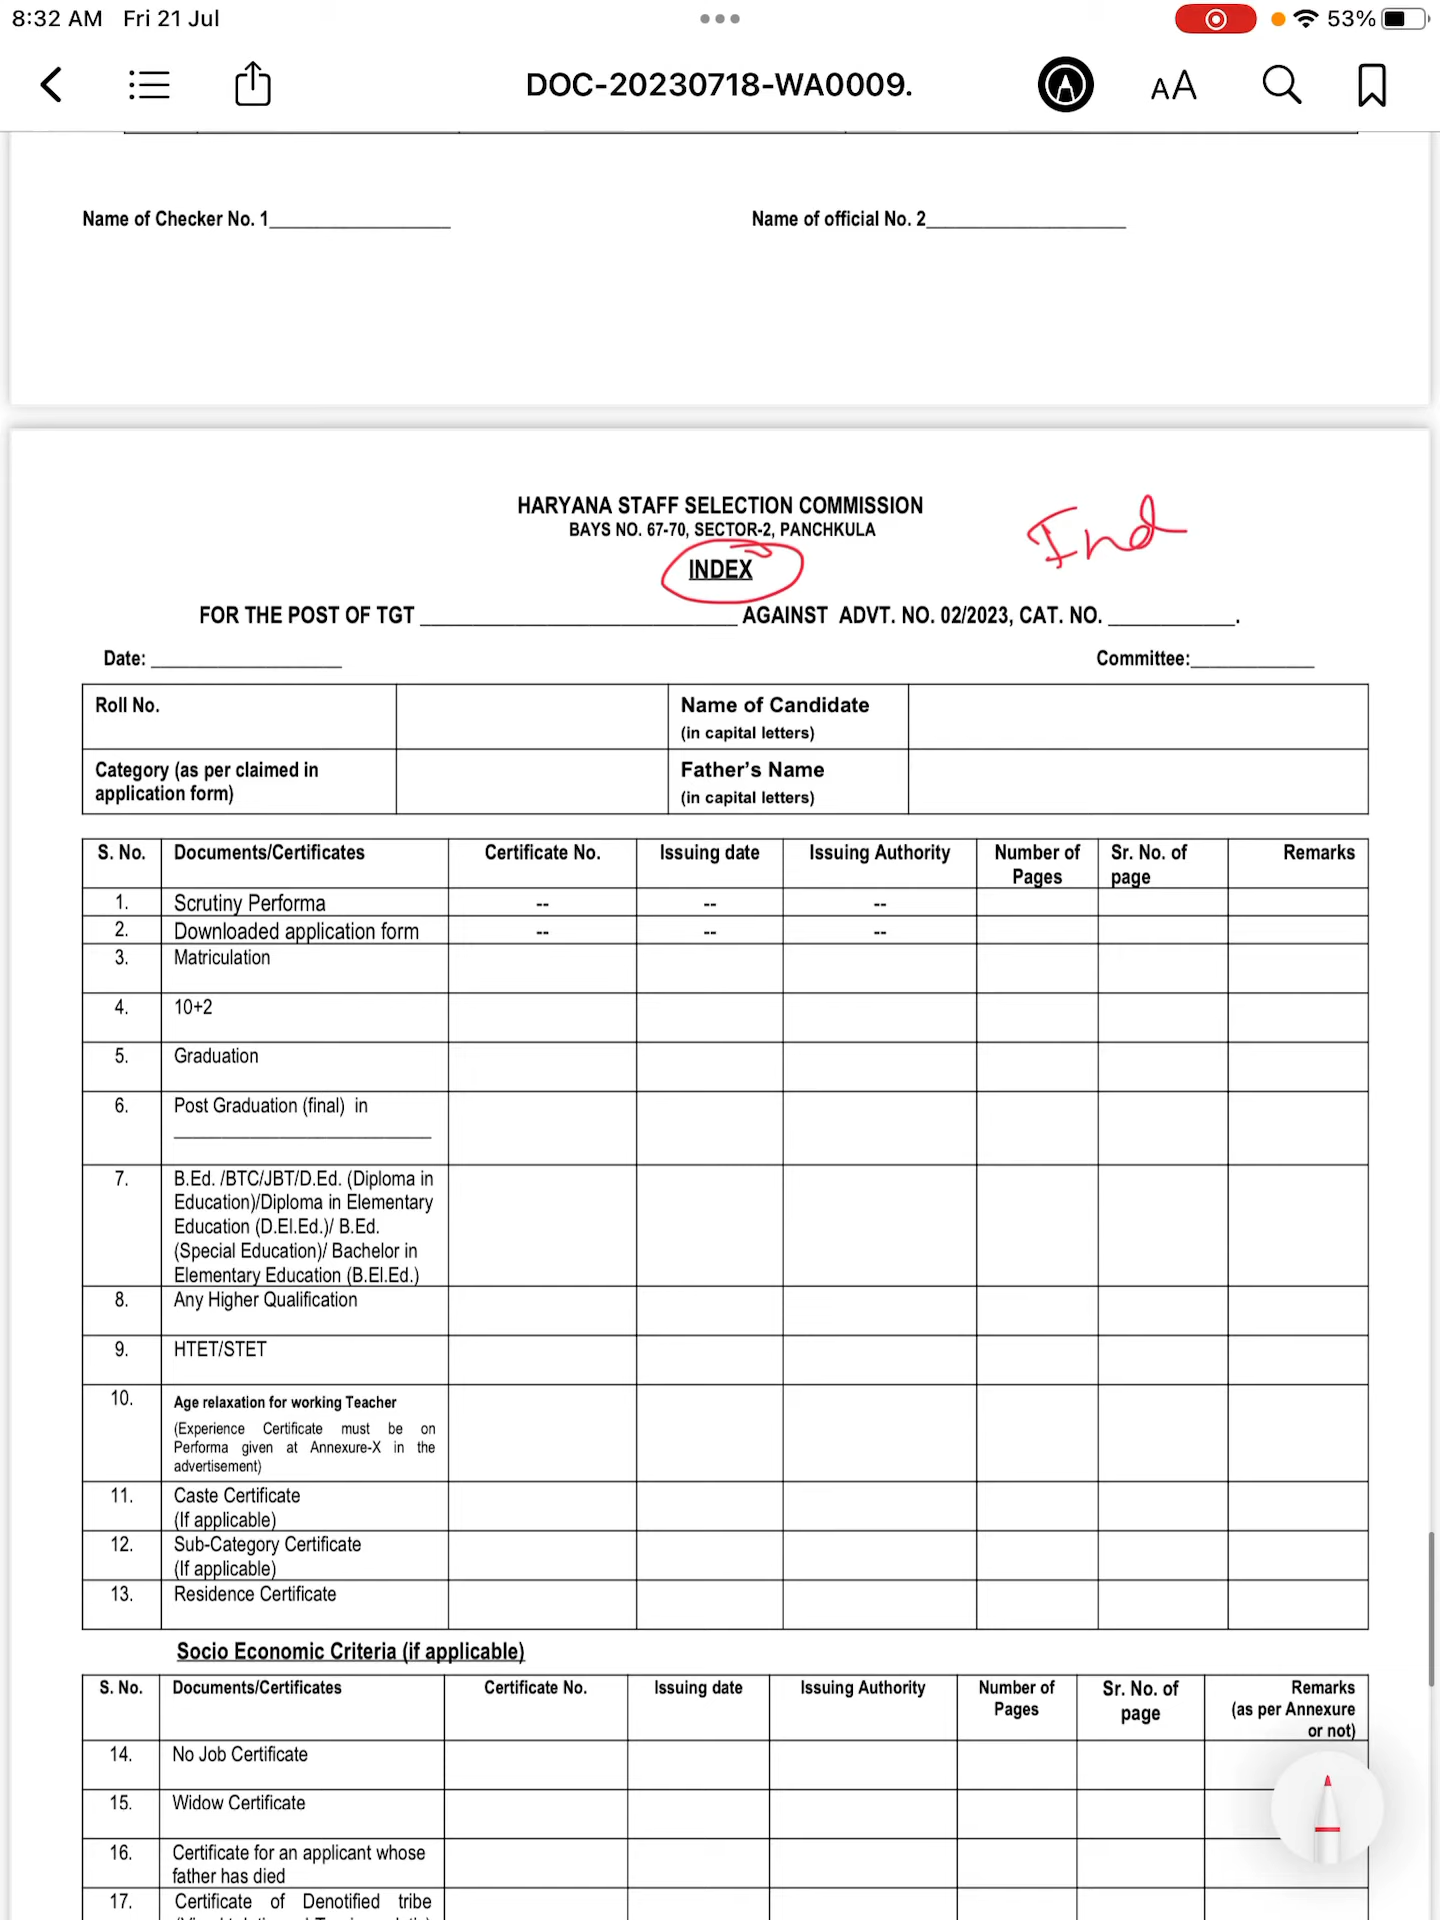 8:32 AM Fri 21 Jul
53%
DOC-20230718-WA0009.
AA
Name of Checker No. 1__________________ Name of official No. 2____________________
HARYANA STAFF SELECTION COMMISSION
BAYS NO. 67-70, SECTOR-2, PANCHKULA
Ind
INDEX
FOR THE POST OF TGT __________________________ AGAINST ADVT. NO. 02/2023, CAT. NO. ___________.
Date: __________________ Committee:____________
Roll No. Name of Candidate
(in capital letters)
Category (as per claimed in
application form) Father's Name
(in capital letters)
S. No. Documents/Certificates Certificate No. Issuing date Issuing Authority Number of
Pages Sr. No. of
page Remarks
1. Scrutiny Performa -- -- --
2. Downloaded application form -- -- --
3. Matriculation
4. 10+2
5. Graduation
6. Post Graduation (final) in
__________________________
7. B.Ed. /BTC/JBT/D.Ed. (Diploma in
Education)/Diploma in Elementary
Education (D.El.Ed.)/ B.Ed.
(Special Education)/ Bachelor in
Elementary Education (B.El.Ed.)
8. Any Higher Qualification
9. HTET/STET
10. Age relaxation for working Teacher
(Experience Certificate must be on
Performa given at Annexure-X in the
advertisement)
11. Caste Certificate
(If applicable)
12. Sub-Category Certificate
(If applicable)
13. Residence Certificate
Socio Economic Criteria (if applicable)
S. No. Documents/Certificates Certificate No. Issuing date Issuing Authority Number of
Pages Sr. No. of
page Remarks
(as per Annexure
or not)
14. No Job Certificate
15. Widow Certificate
16. Certificate for an applicant whose
father has died
17. Certificate of Denotified tribe